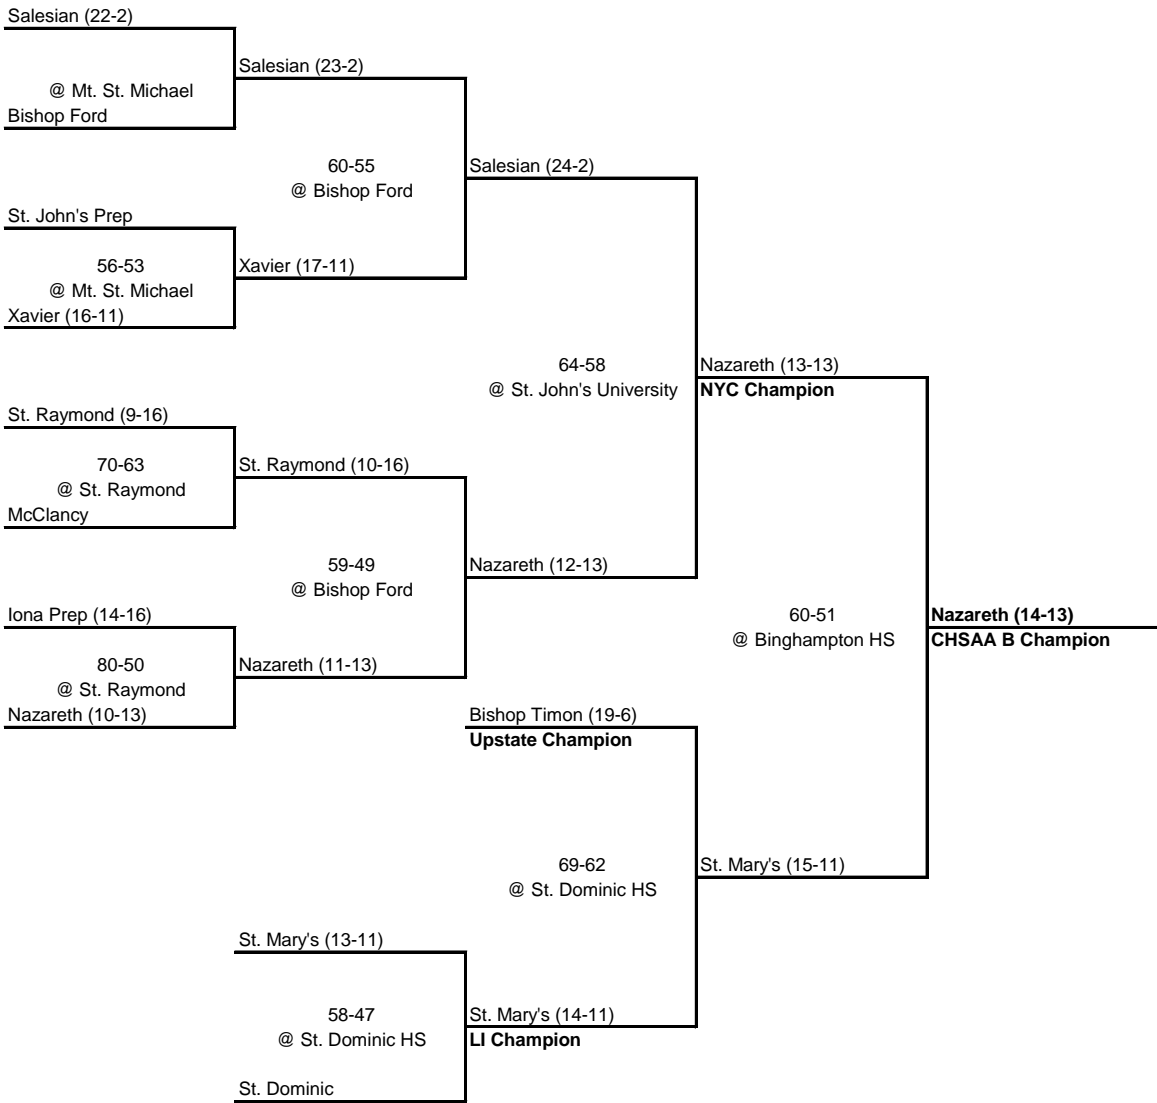 Salesian (22-2)
Salesian (23-2)
@ Mt. St. Michael
Bishop Ford
60-55
Salesian (24-2)
@ Bishop Ford
St. John's Prep
56-53
Xavier (17-11)
@ Mt. St. Michael
Xavier (16-11)
64-58
Nazareth (13-13)
@ St. John's University
NYC Champion
St. Raymond (9-16)
70-63
St. Raymond (10-16)
@ St. Raymond
McClancy
59-49
Nazareth (12-13)
@ Bishop Ford
Iona Prep (14-16)
60-51
Nazareth (14-13)
@ Binghampton HS
CHSAA B Champion
80-50
Nazareth (11-13)
@ St. Raymond
Nazareth (10-13)
Bishop Timon (19-6)
Upstate Champion
69-62
St. Mary's (15-11)
@ St. Dominic HS
St. Mary's (13-11)
58-47
St. Mary's (14-11)
@ St. Dominic HS
LI Champion
St. Dominic